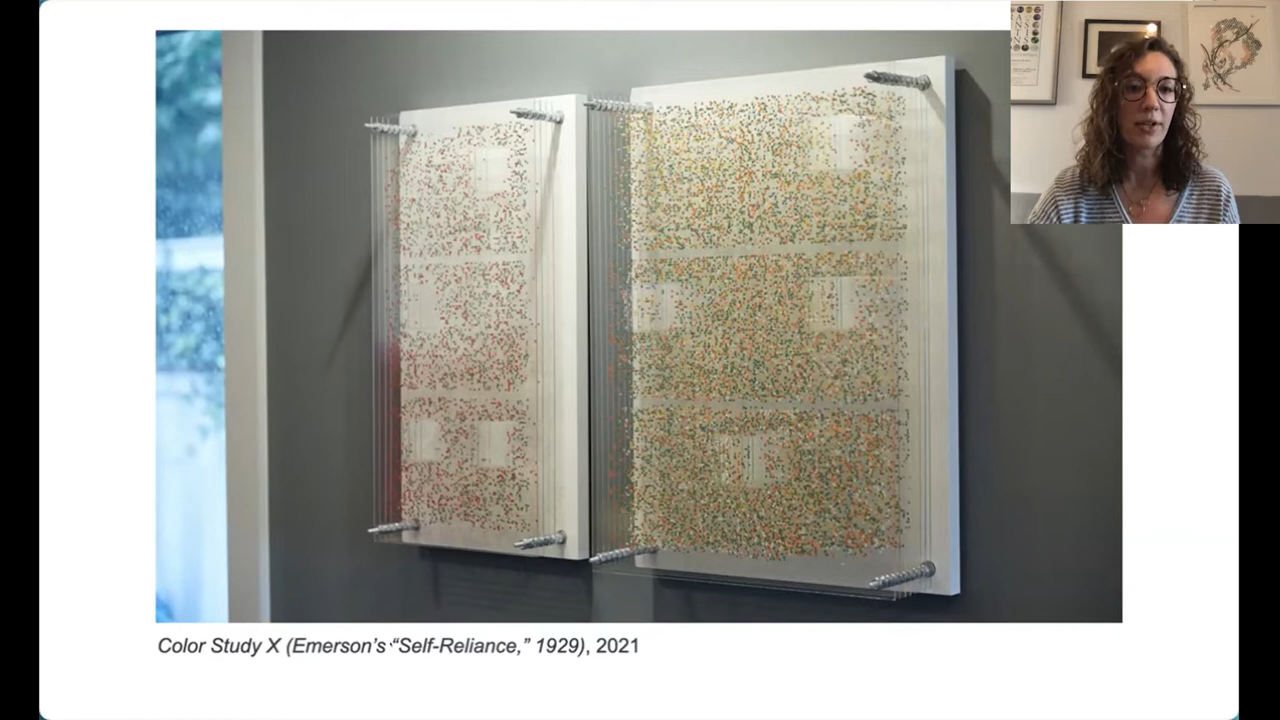 Color Study X (Emerson's “Self-Reliance,” 1929), 2021